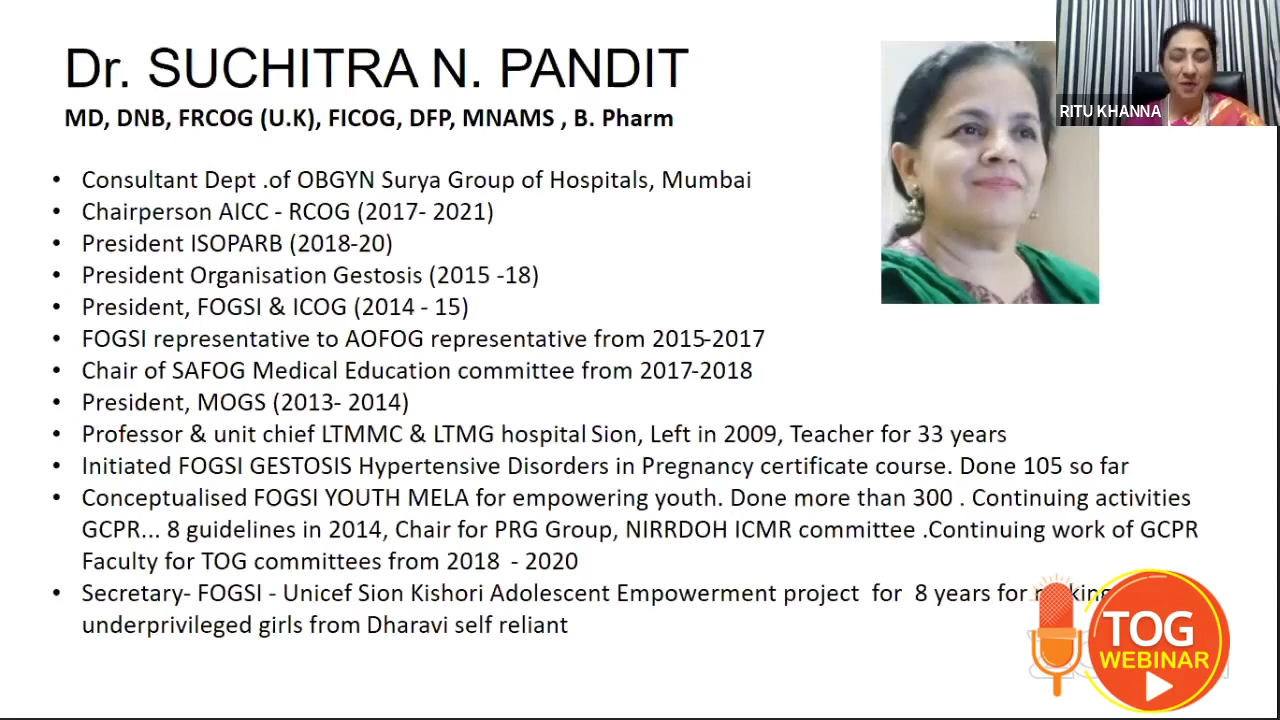 Dr. SUCHITRA N. PANDIT
MD, DNB, FRCOG (U.K), FICOG, DFP, MNAMS , B. Pharm
RITU KHANNA
• Consultant Dept .of OBGYN Surya Group of Hospitals, Mumbai
• Chairperson AICC - RCOG (2017- 2021)
• President ISOPARB (2018-20)
• President Organisation Gestosis (2015 -18)
• President, FOGSI & ICOG (2014 - 15)
• FOGSI representative to AOFOG representative from 2015-2017
• Chair of SAFOG Medical Education committee from 2017-2018
• President, MOGS (2013- 2014)
• Professor & unit chief LTMMC & LTMG hospital Sion, Left in 2009, Teacher for 33 years
• Initiated FOGSI GESTOSIS Hypertensive Disorders in Pregnancy certificate course. Done 105 so far
• Conceptualised FOGSI YOUTH MELA for empowering youth. Done more than 300 . Continuing activities
GCPR... 8 guidelines in 2014, Chair for PRG Group, NIRRDOH ICMR committee .Continuing work of GCPR
Faculty for TOG committees from 2018 - 2020
• Secretary- FOGSI - Unicef Sion Kishori Adolescent Empowerment project for 8 years for
underprivileged girls from Dharavi self reliant
TOG
WEBINAR